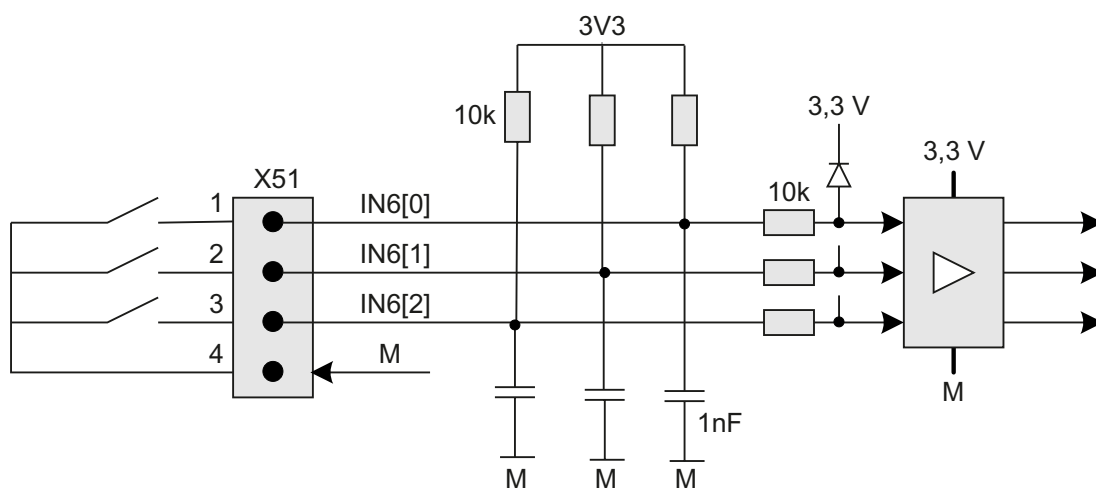 3V3
10k
3,3 V
3,3 V
X51
10k
1
IN6[0]
2
IN6[1]
3
IN6[2]
4
M
M
1nF
M
M
M